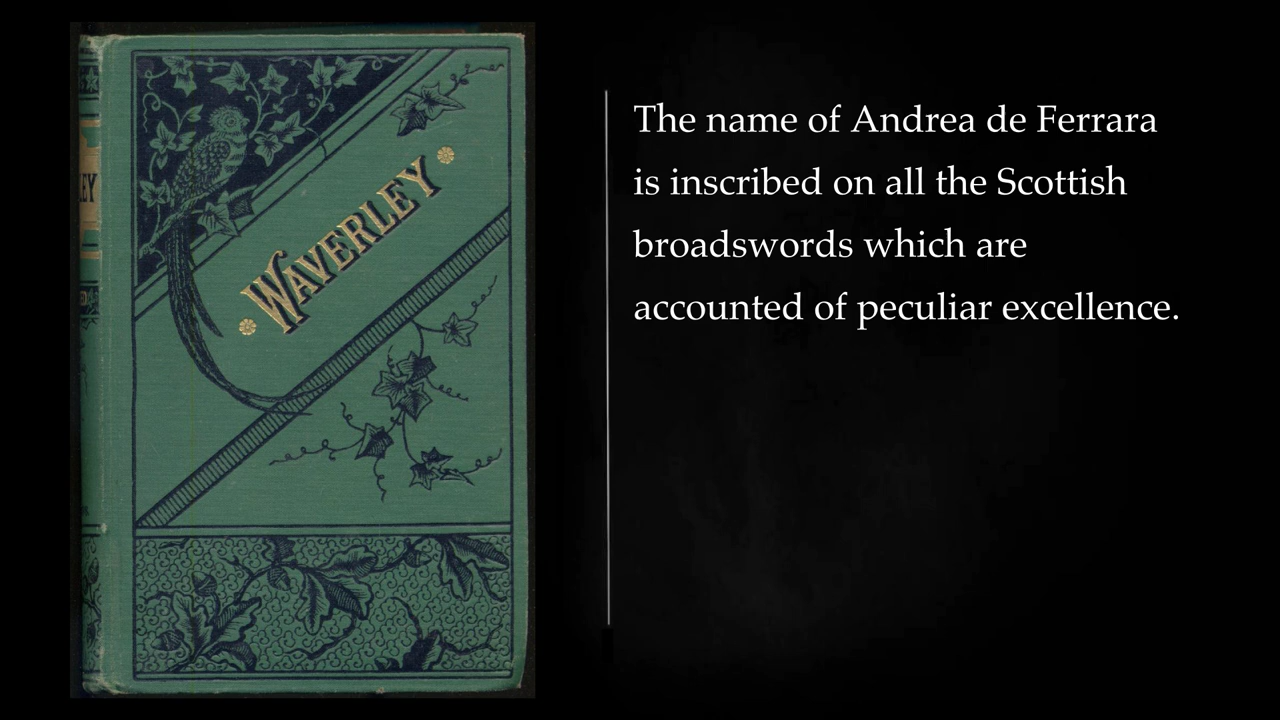 WAVERLEY
The name of Andrea de Ferrara
is inscribed on all the Scottish
broadswords which are
accounted of peculiar excellence.